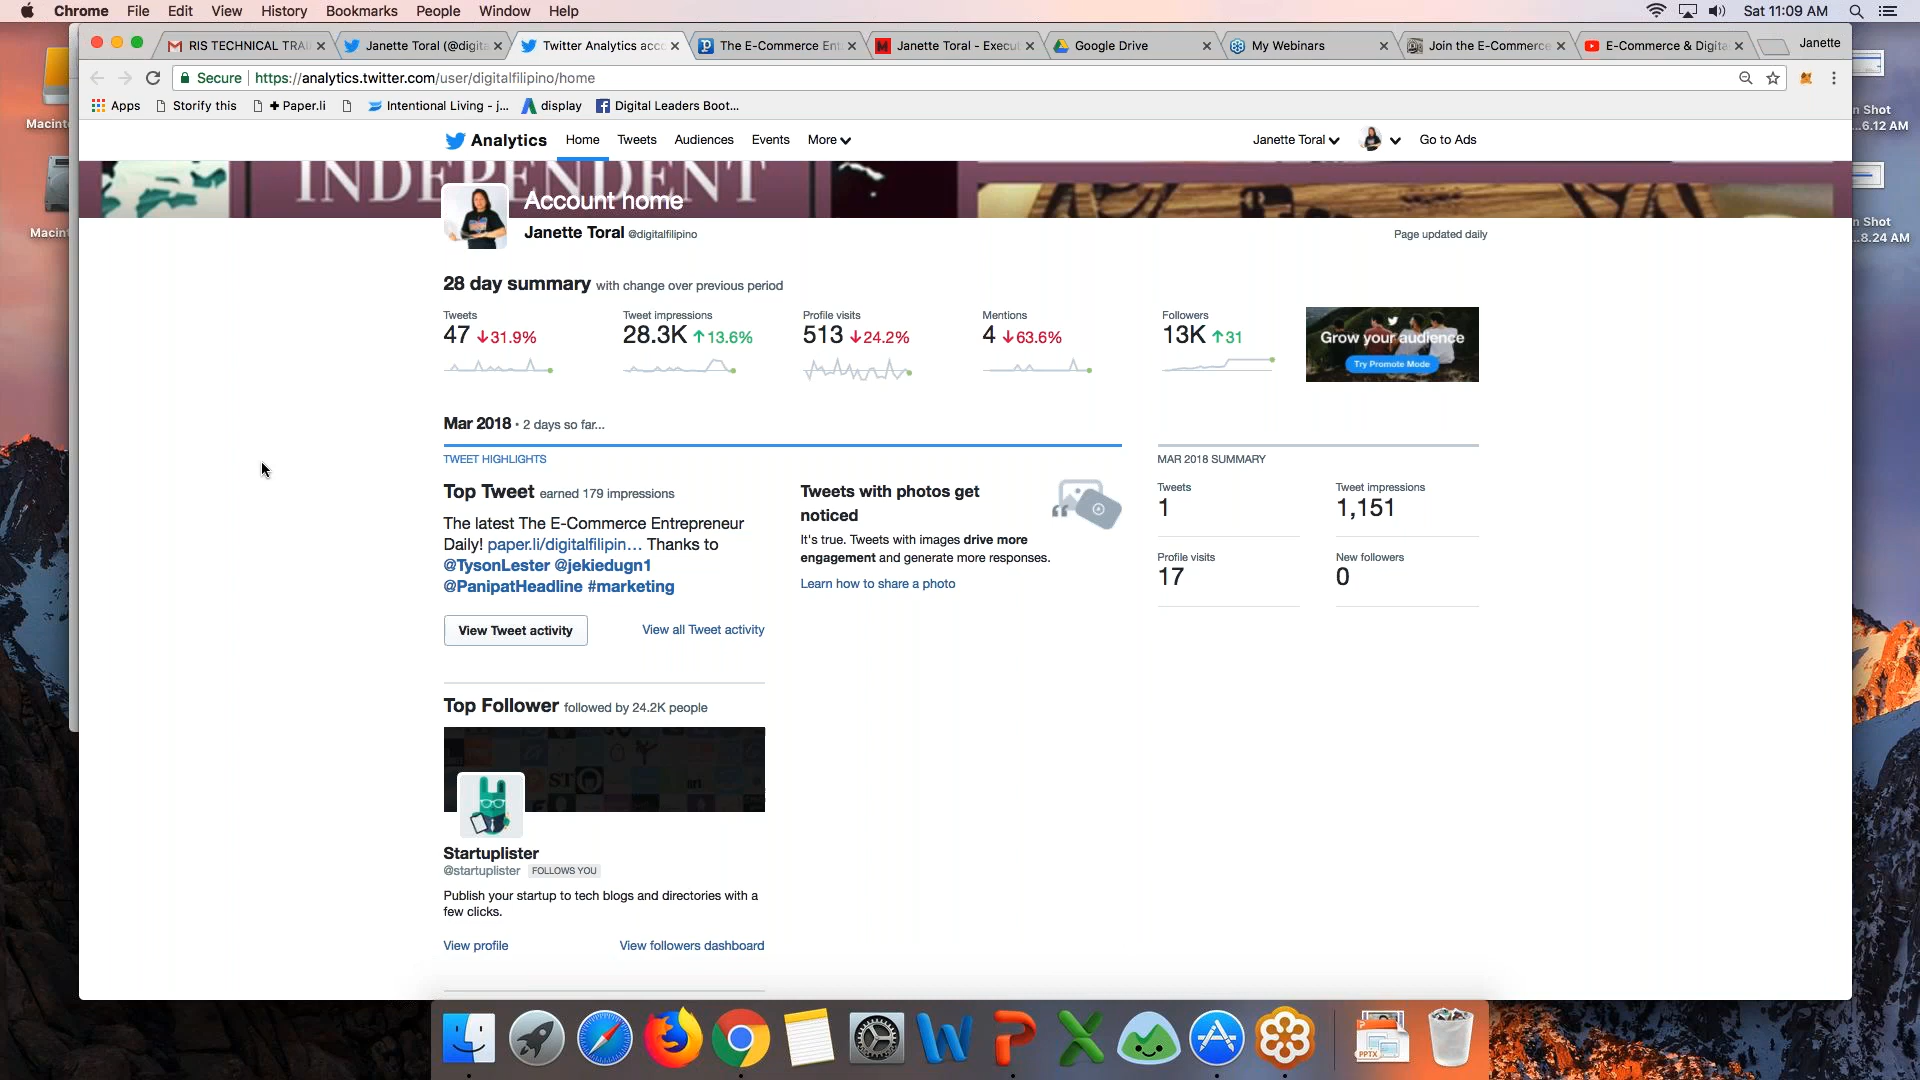 Chrome File Edit View History Bookmarks People Window Help Sat 11:09 AM
RIS TECHNICAL TRAI Janette Toral (@digita Twitter Analytics acco The E-Commerce Ent Janette Toral - Execu Google Drive My Webinars Join the E-Commerce E-Commerce & Digita Janette
Secure https://analytics.twitter.com/user/digitalfilipino/home
Apps Storify this + Paper.li Intentional Living - j... display Digital Leaders Boot...
Macint
n Shot
...6.12 AM
Macint
n Shot
...8.24 AM
Analytics Home Tweets Audiences Events More Janette Toral Go to Ads
INDEPENDENT
Account home
Janette Toral @digitalfilipino
Page updated daily
28 day summary with change over previous period
Tweets Tweet impressions Profile visits Mentions Followers
47 ↓31.9% 28.3K ↑13.6% 513 ↓24.2% 4 ↓63.6% 13K ↑31
Grow your audience
Try Promote Mode
Mar 2018 • 2 days so far...
TWEET HIGHLIGHTS
Top Tweet earned 179 impressions
The latest The E-Commerce Entrepreneur
Daily! paper.li/digitalfilipin... Thanks to
@TysonLester @jekiedugn1
@PanipatHeadline #marketing
View Tweet activity View all Tweet activity
Tweets with photos get
noticed
It's true. Tweets with images drive more
engagement and generate more responses.
Learn how to share a photo
MAR 2018 SUMMARY
Tweets Tweet impressions
1 1,151
Profile visits New followers
17 0
Top Follower followed by 24.2K people
Startuplister
@startuplister FOLLOWS YOU
Publish your startup to tech blogs and directories with a
few clicks.
View profile View followers dashboard
PPTX